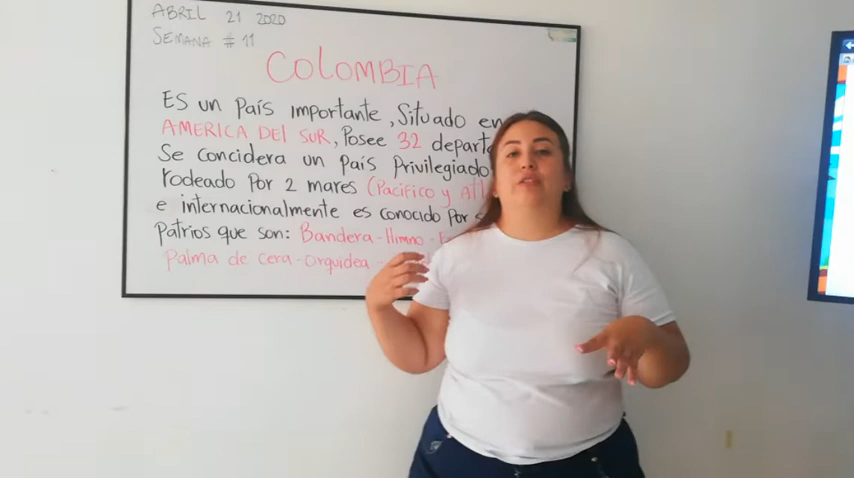 ABRIL 21 2020
SEMANA # 11
COLOMBIA
Es un País importante, Situado en
AMERICA DEl SUR, Posee 32
Se concidera un País Privilegiado
rodeado Por 2 mares (Pacifico y
e internacionalmente es conocido Por
Patrios que son: Bandera - Himno -
Palma de cera - Orquidea -